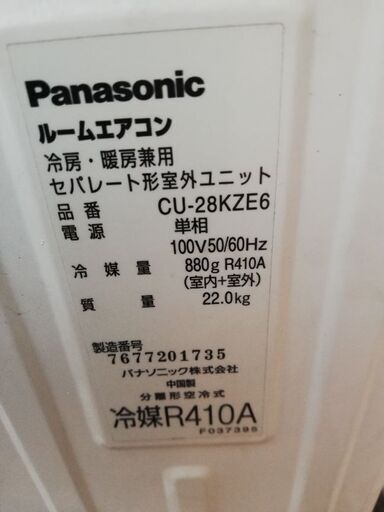 Panasonic
ルームエアコン
冷房・暖房兼用
セパレート形室外ユニット
品番 CU-28KZE6
電源 単相
100V50/60Hz
冷媒量 880g R410A
(室内+室外)
質量 22.0kg
製造番号
7677201735
パナソニック株式会社
中国製
分離形空冷式
冷媒R410A
F037395